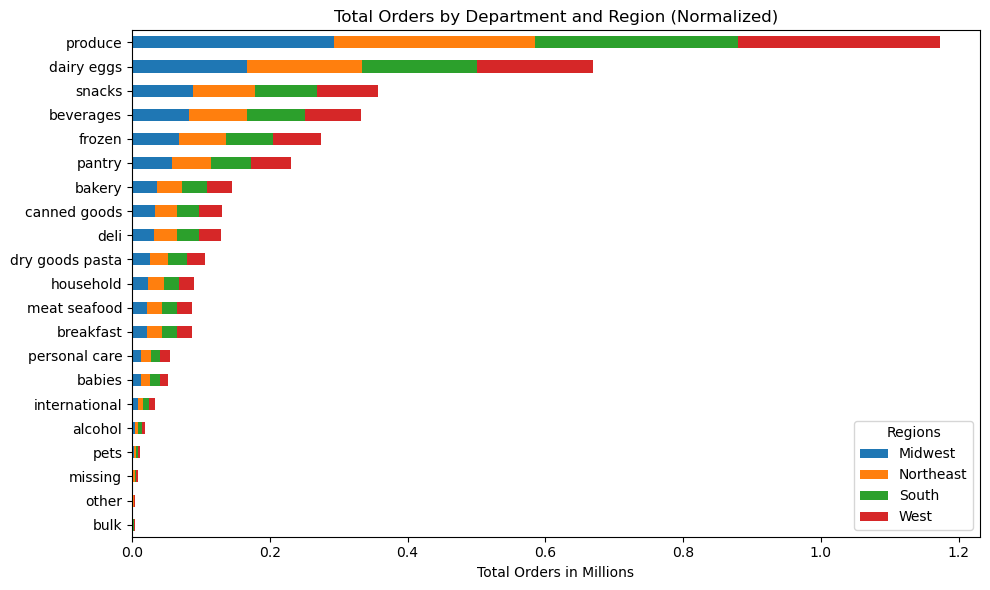 Total Orders by Department and Region (Normalized)
produce
dairy eggs
snacks
beverages
frozen
pantry
bakery
canned goods
deli
dry goods pasta
household
meat seafood
breakfast
personal care
babies
international
alcohol
pets
missing
other
bulk
Regions
Midwest
Northeast
South
West
0.0 0.2 0.4 0.6 0.8 1.0 1.2
Total Orders in Millions